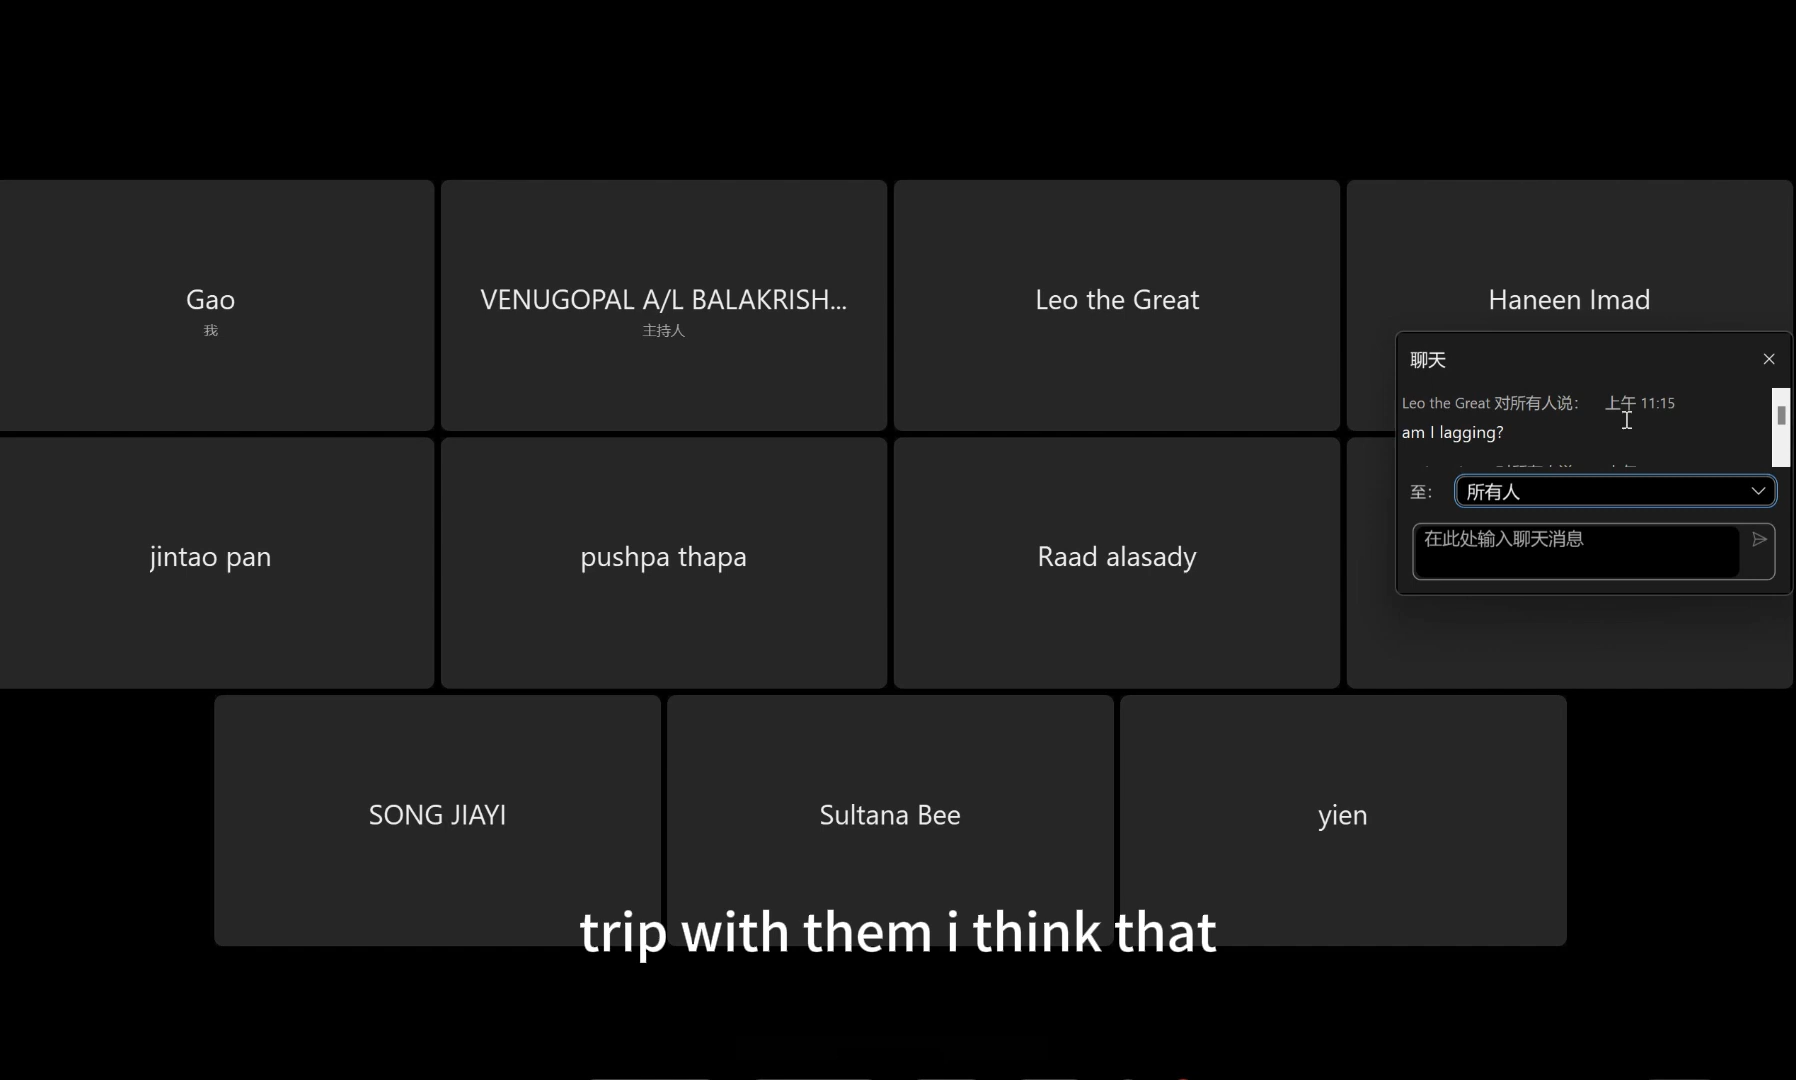 Gao
我
VENUGOPAL A/L BALAKRISH...
主持人
Leo the Great
Haneen Imad
聊天
Leo the Great 对所有人说： 上午 11:15
am I lagging?
至：
所有人
在此处输入聊天消息
jintao pan
pushpa thapa
Raad alasady
SONG JIAYI
Sultana Bee
yien
trip with them i think that